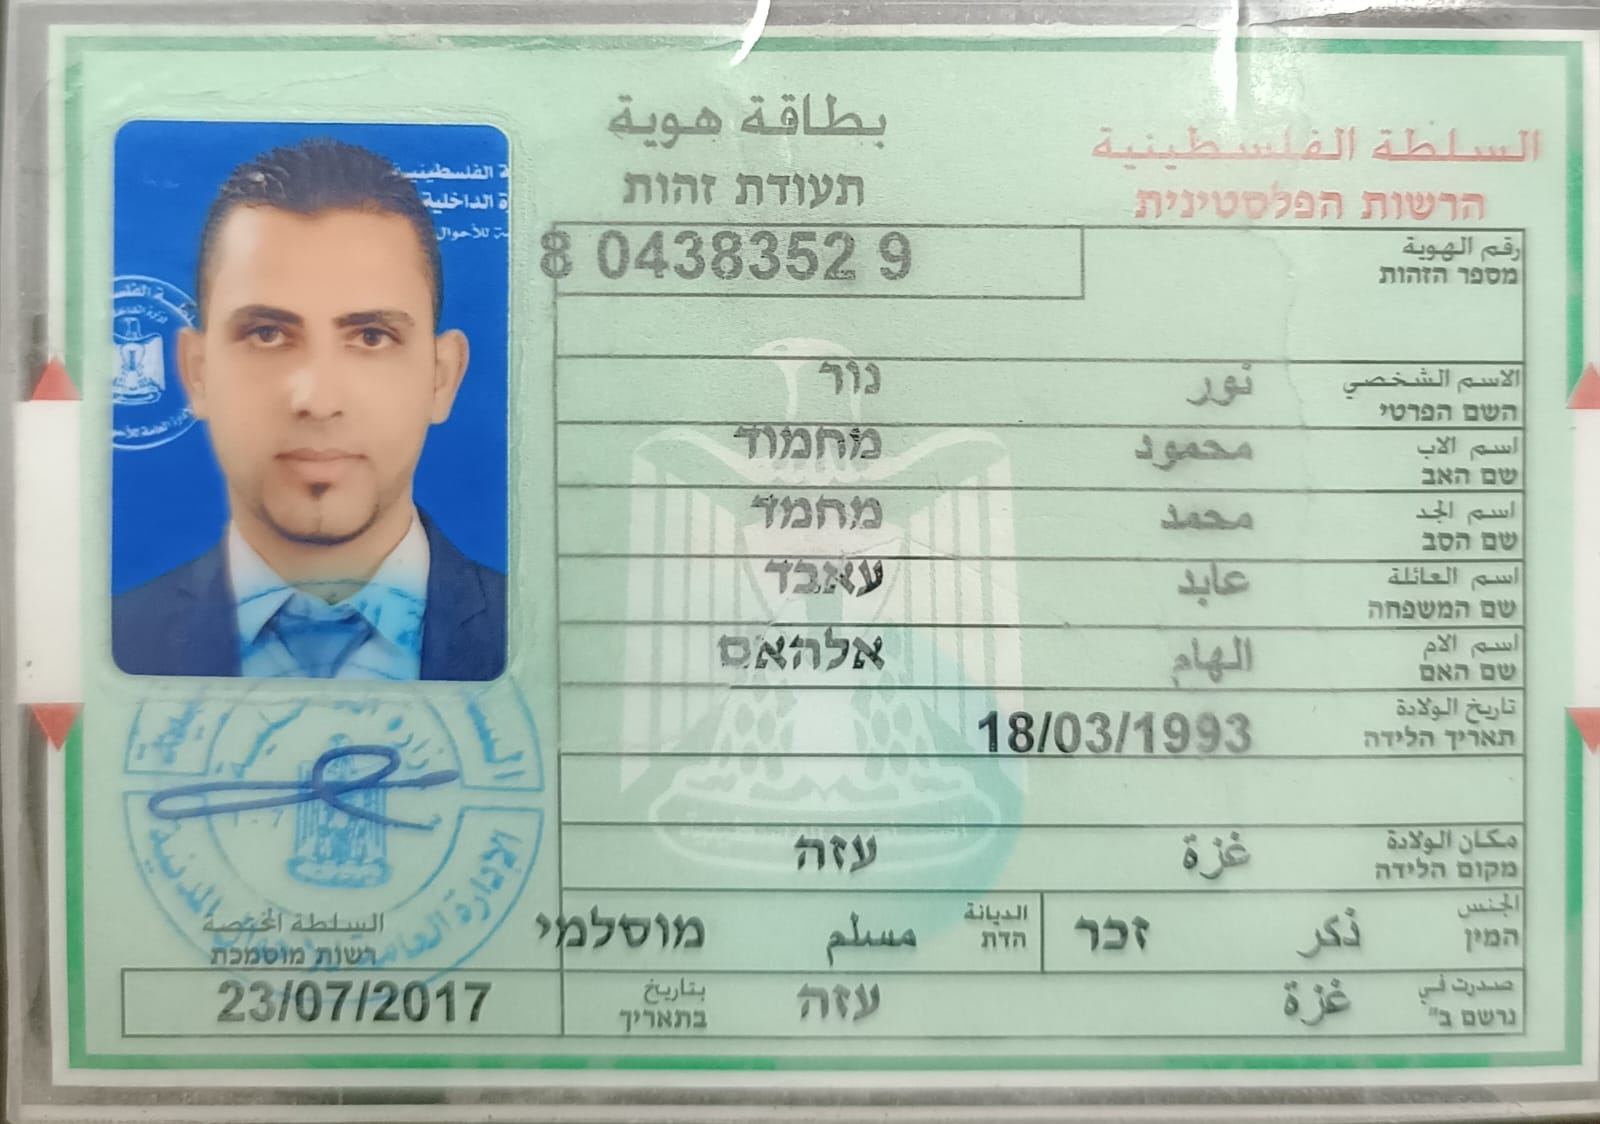 بطاقة هوية
תעודת זהות
السلطة الفلسطينية
הרשות הפלסטינית
رقم الهوية
מספר הזהות
8 0438352 9
الاسم الشخصي نور נור
השם הפרטי
اسم الاب محمود מחמוד
שם האב
اسم الجد محمد מחמד
שם הסב
اسم العائلة عابد עאבד
שם המשפחה
اسم الام الهام אלהאם
שם האם
تاريخ الولادة
תאריך הלידה
18/03/1993
مكان الولادة غزة עזה
מקום הלידה
الجنس ذكر זכר
המין
الديانة مسلم מוסלמי
הדת
صدرت في غزة עזה
נרשם ב"
بتاريخ
בתאריך
23/07/2017
السلطة المختصة
רשות מוסמכת
ة الفلسطينية
ة الداخلية
ة للأحوال